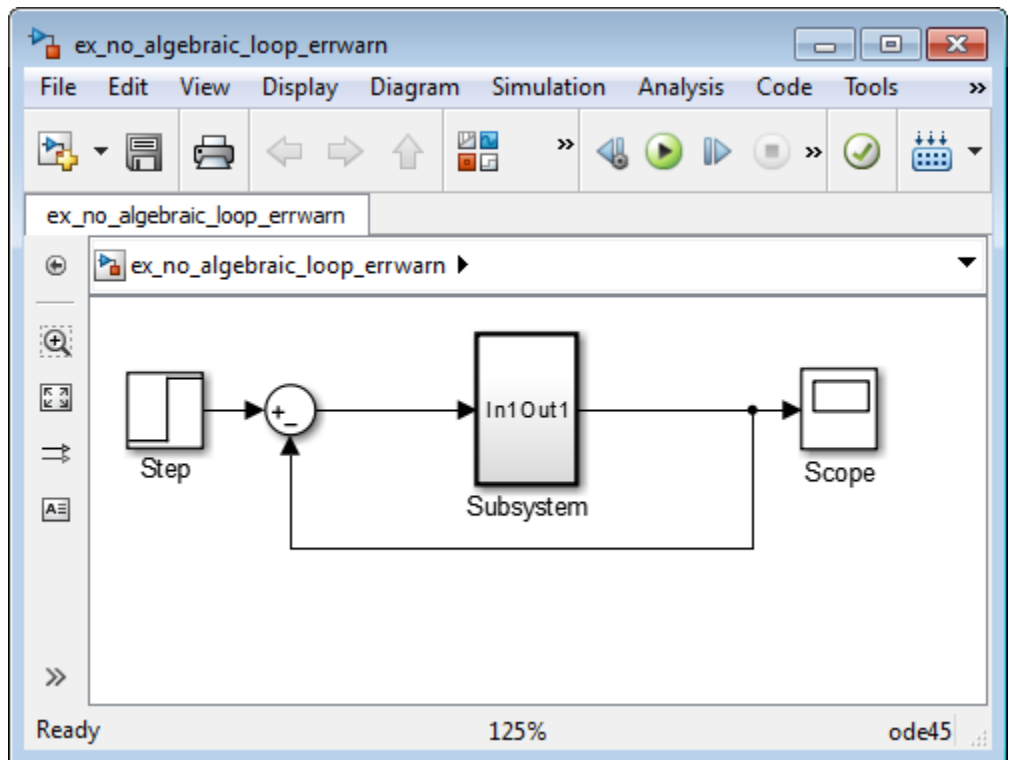 ex_no_algebraic_loop_errwarn
File Edit View Display Diagram Simulation Analysis Code Tools »
» »
ex_no_algebraic_loop_errwarn
ex_no_algebraic_loop_errwarn
+
-
In1 Out1
Step
Subsystem
Scope
A
»
Ready 125% ode45